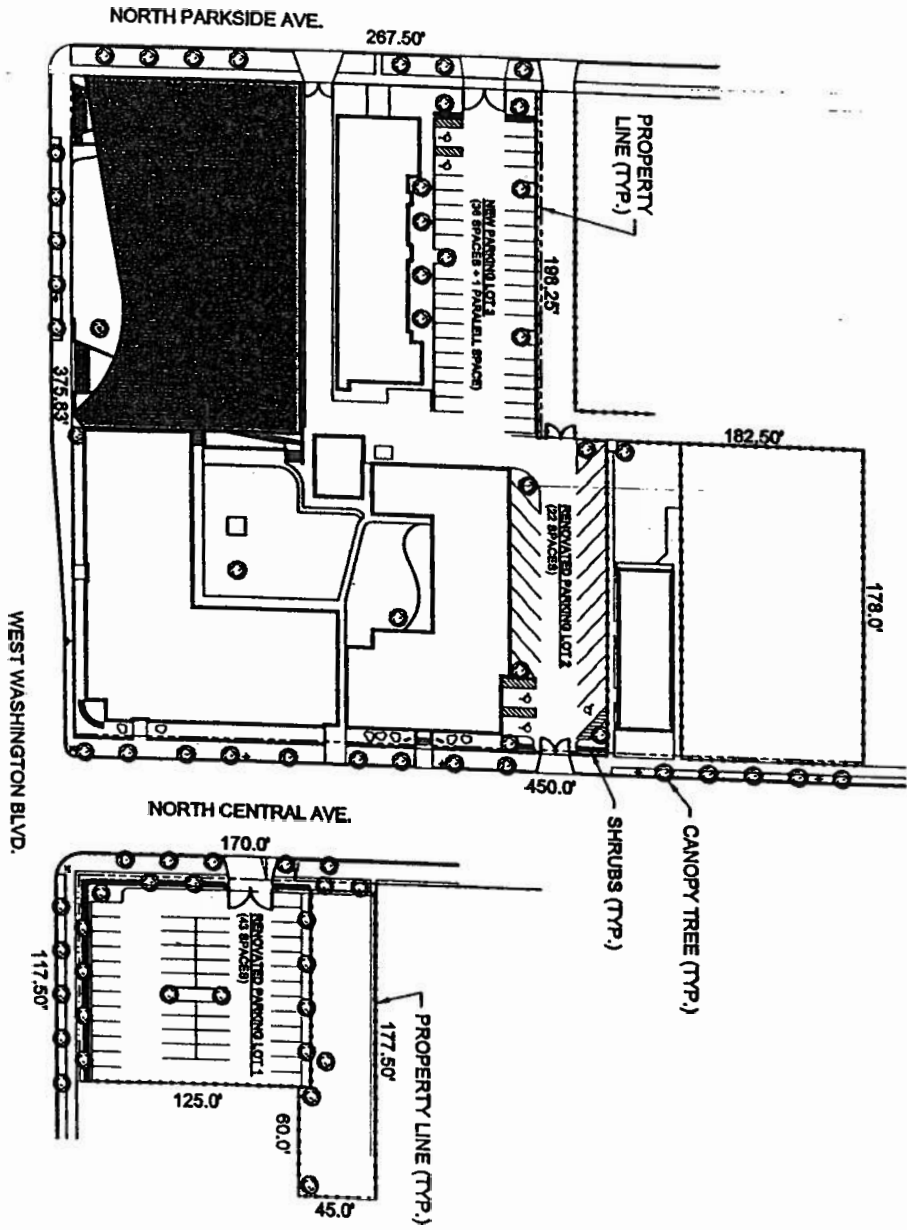 NORTH PARKSIDE AVE.
267.50'
PROPERTY
LINE (TYP.)
198.25'
NEW PARKING LOT 3
(36 SPACES + 1 PARALELL SPACE)
182.50'
178.0'
RENOVATED PARKING LOT 2
(22 SPACES)
375.83'
WEST WASHINGTON BLVD.
450.0'
SHRUBS (TYP.)
CANOPY TREE (TYP.)
NORTH CENTRAL AVE.
170.0'
RENOVATED PARKING LOT 1
(43 SPACES)
117.50'
125.0'
60.0'
177.50'
45.0'
PROPERTY LINE (TYP.)